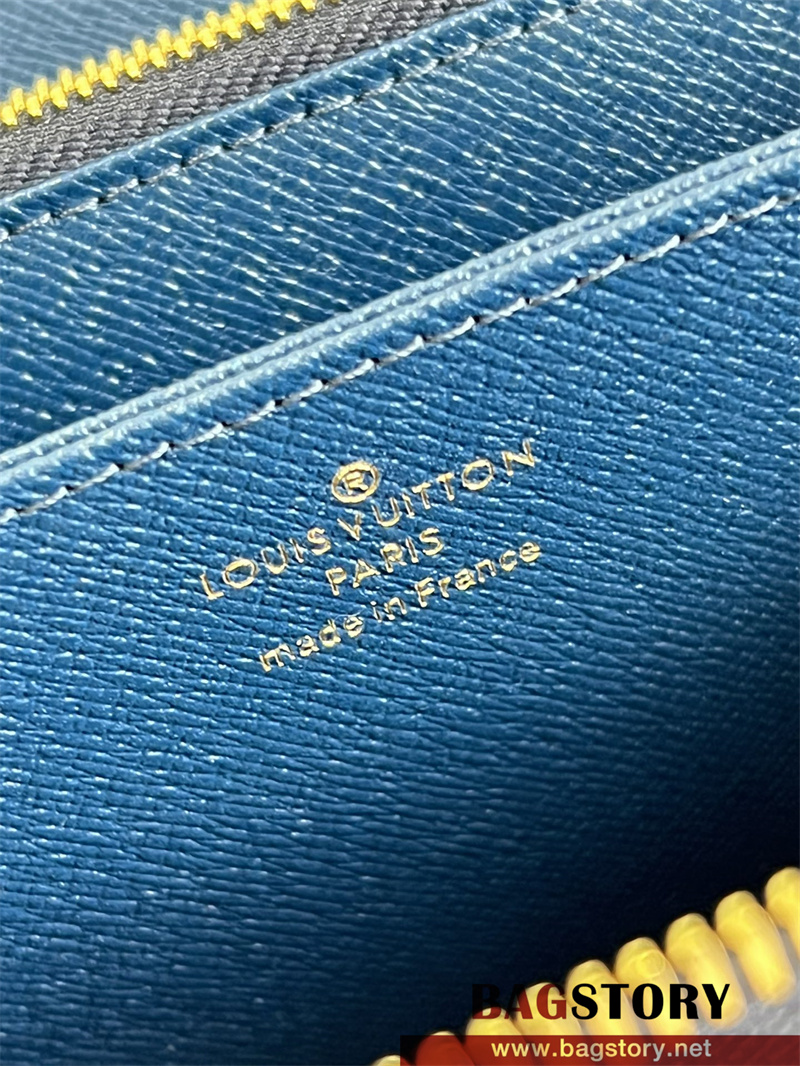 ®
LOUIS VUITTON
PARIS
made in France
BAGSTORY
www.bagstory.net